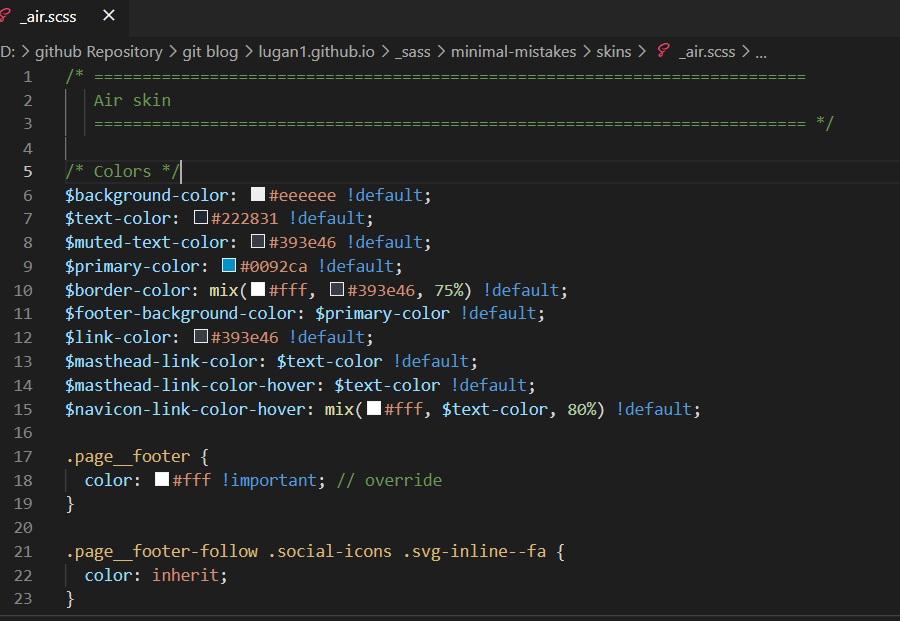 _air.scss ×
D: > github Repository > git blog > lugan1.github.io > _sass > minimal-mistakes > skins > _air.scss > ...
1 /* ==========================================================================
2 Air skin
3 ========================================================================== */
4
5 /* Colors */
6 $background-color: #eeeeee !default;
7 $text-color: #222831 !default;
8 $muted-text-color: #393e46 !default;
9 $primary-color: #0092ca !default;
10 $border-color: mix(#fff, #393e46, 75%) !default;
11 $footer-background-color: $primary-color !default;
12 $link-color: #393e46 !default;
13 $masthead-link-color: $text-color !default;
14 $masthead-link-color-hover: $text-color !default;
15 $navicon-link-color-hover: mix(#fff, $text-color, 80%) !default;
16
17 .page__footer {
18 color: #fff !important; // override
19 }
20
21 .page__footer-follow .social-icons .svg-inline--fa {
22 color: inherit;
23 }